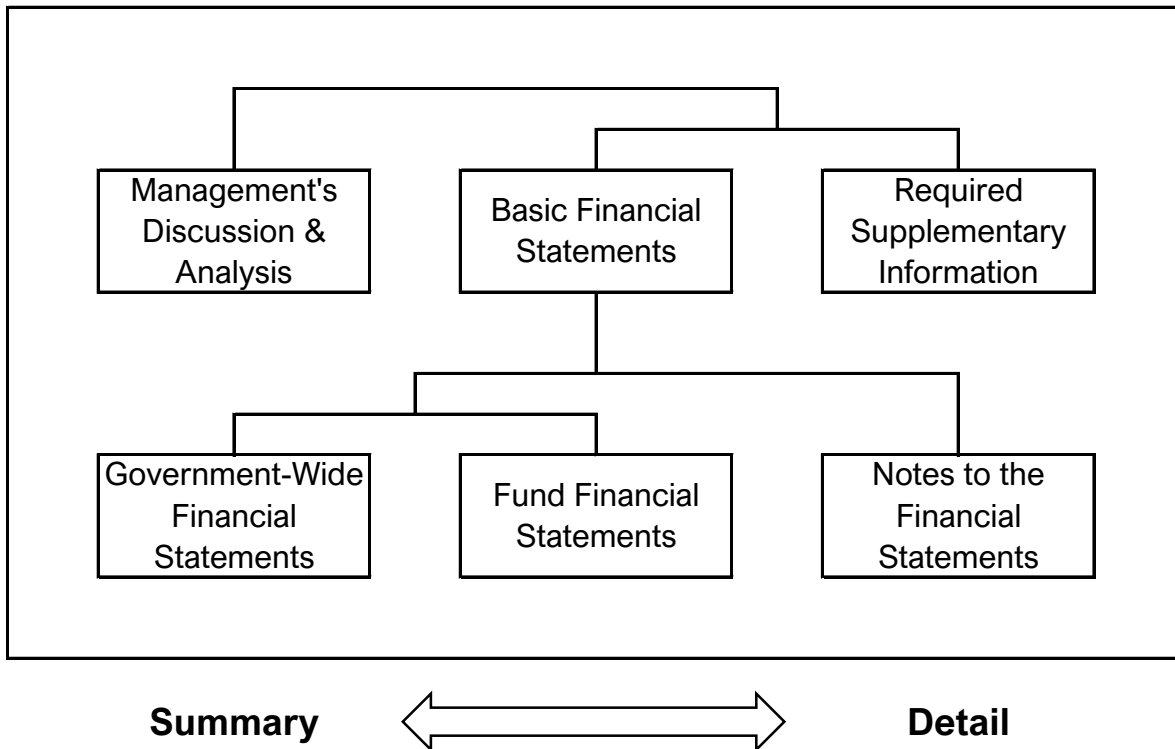 Management's
Discussion &
Analysis
Basic Financial
Statements
Required
Supplementary
Information
Government-Wide
Financial
Statements
Fund Financial
Statements
Notes to the
Financial
Statements
Summary
Detail